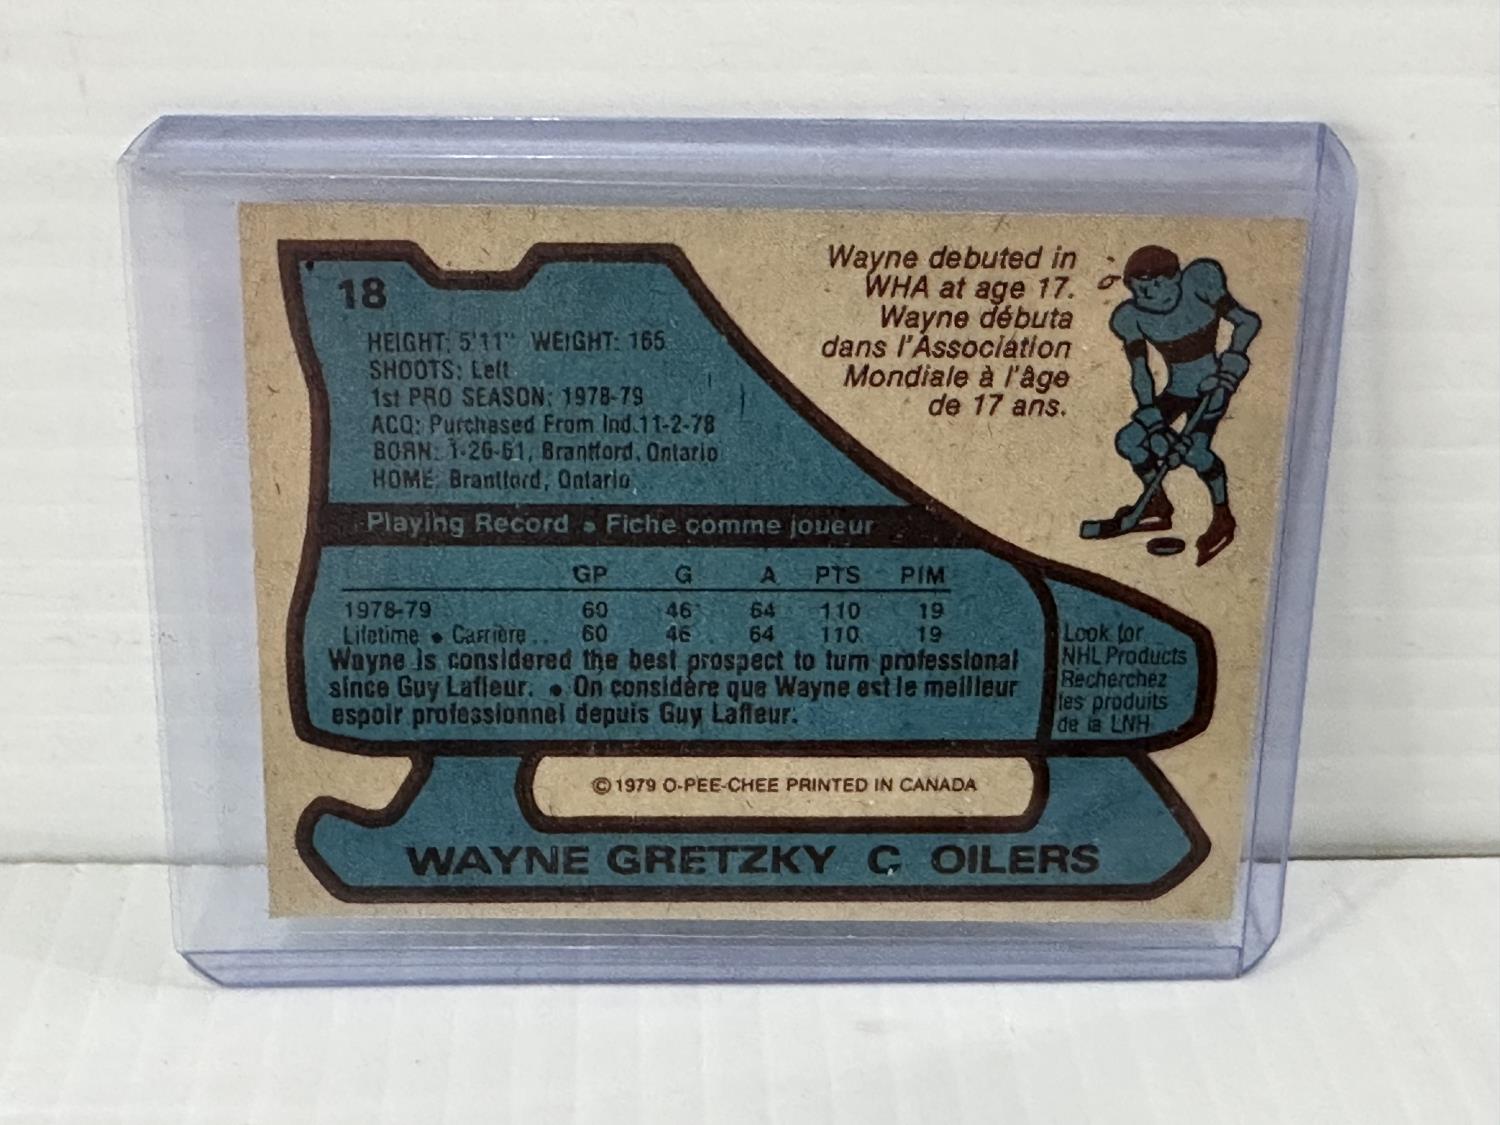 18
HEIGHT: 5'11" WEIGHT: 165
SHOOTS: Left
1st PRO SEASON: 1978-79
ACQ: Purchased From Ind. 11-2-78
BORN: 1-26-61, Brantford, Ontario
HOME: Brantford, Ontario
Wayne debuted in
WHA at age 17.
Wayne débuta
dans l'Association
Mondiale à l'âge
de 17 ans.
Playing Record • Fiche comme joueur
GP G A PTS PIM
1978-79 60 46 64 110 19
Lifetime • Carrière .. 60 46 64 110 19
Wayne is considered the best prospect to turn professional
since Guy Lafleur. • On considère que Wayne est le meilleur
espoir professionnel depuis Guy Lafleur.
Look for
NHL Products
Recherchez
les produits
de la LNH
© 1979 O-PEE-CHEE PRINTED IN CANADA
WAYNE GRETZKY C OILERS